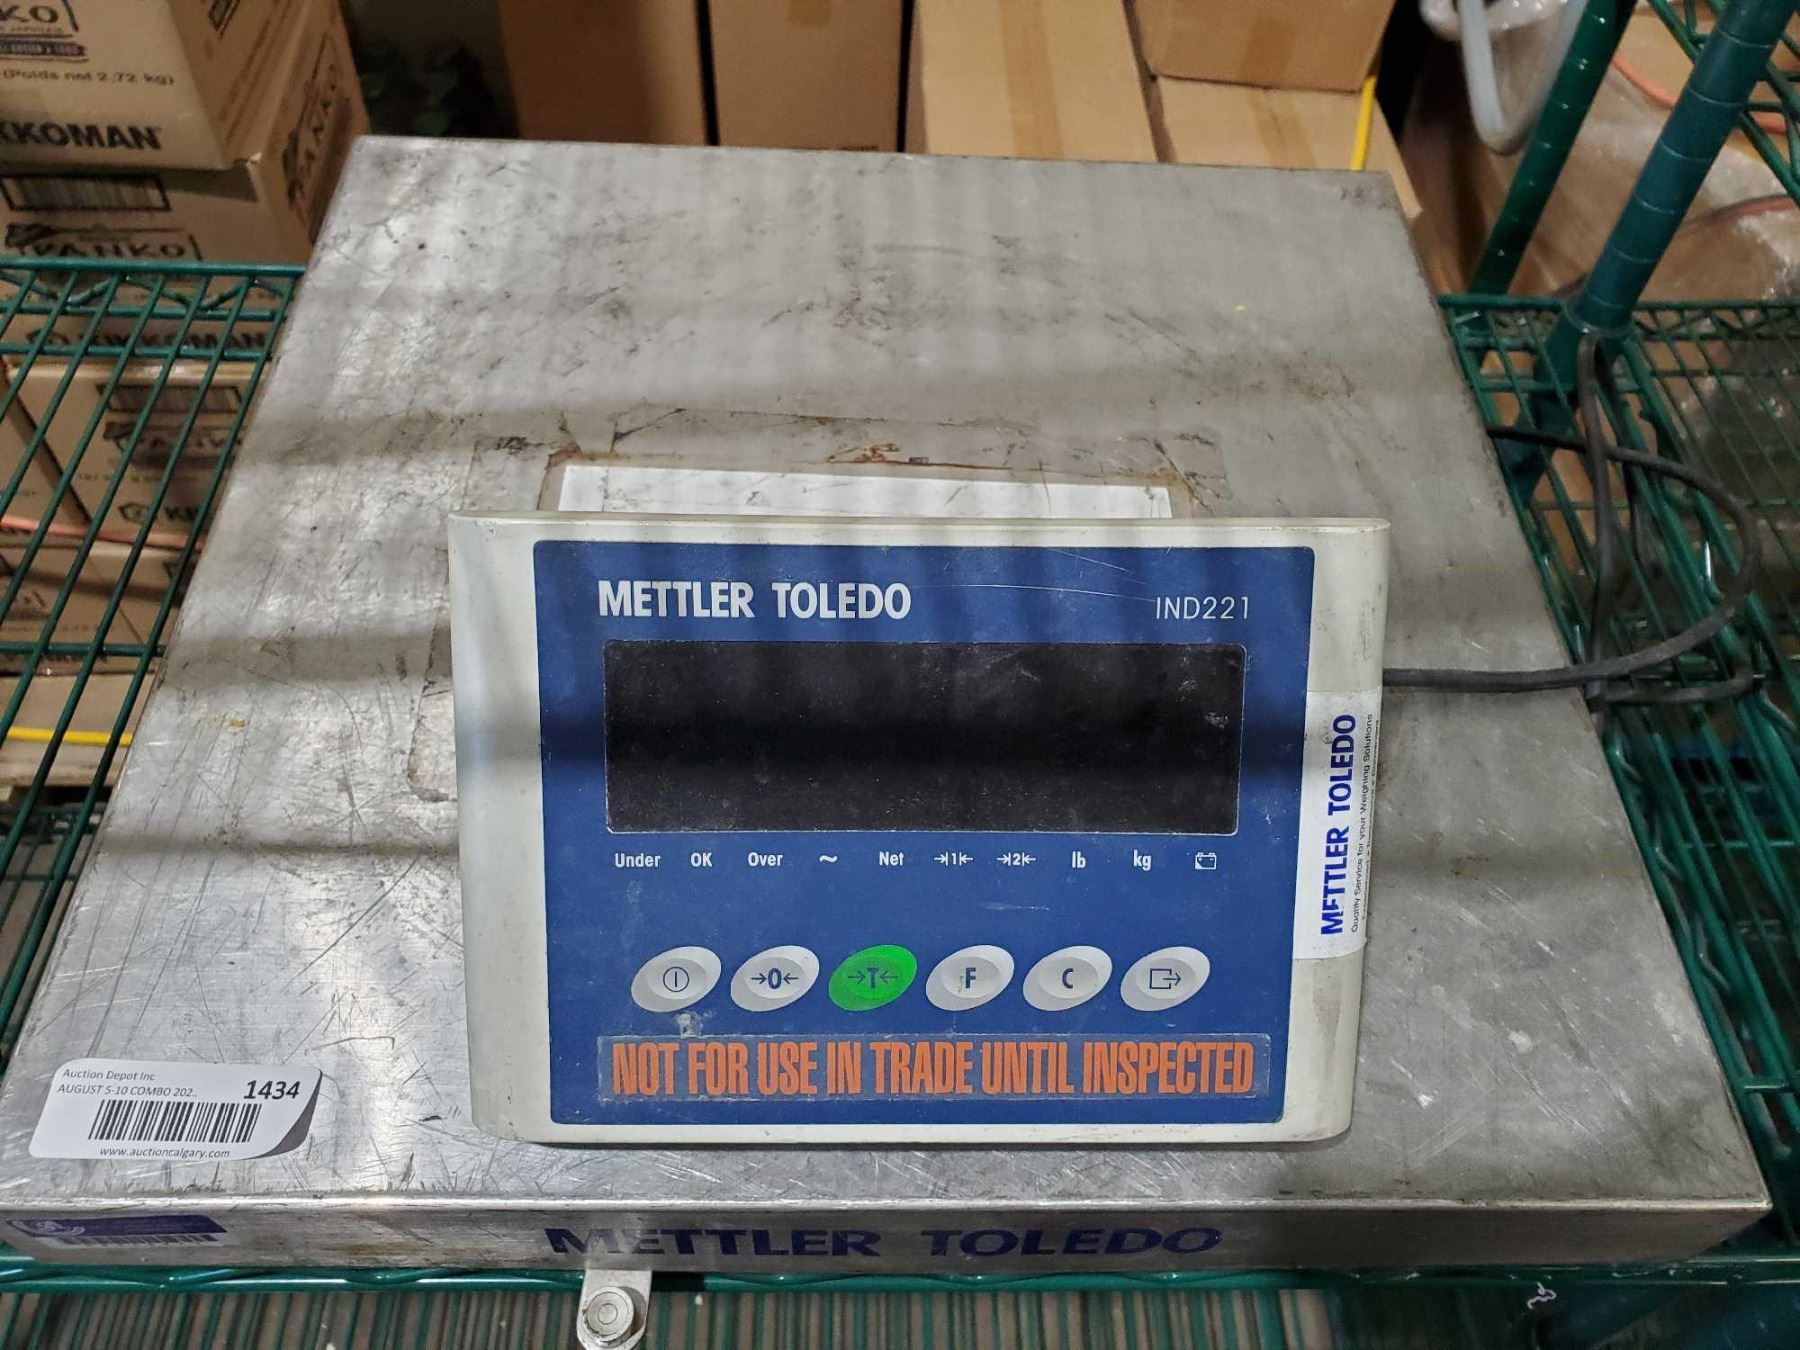 (Poids net 2.72 kg)
PANKO
KIKKOMAN
METTLER TOLEDO
IND221
Under OK Over ~ Net →1← →2← lb kg
→0← →T← F C
NOT FOR USE IN TRADE UNTIL INSPECTED
METTLER TOLEDO
Quality Service for your Weighing Solutions
Auction Depot Inc
AUGUST 5-10 COMBO 202..
1434
www.auctioncalgary.com
METTLER TOLEDO